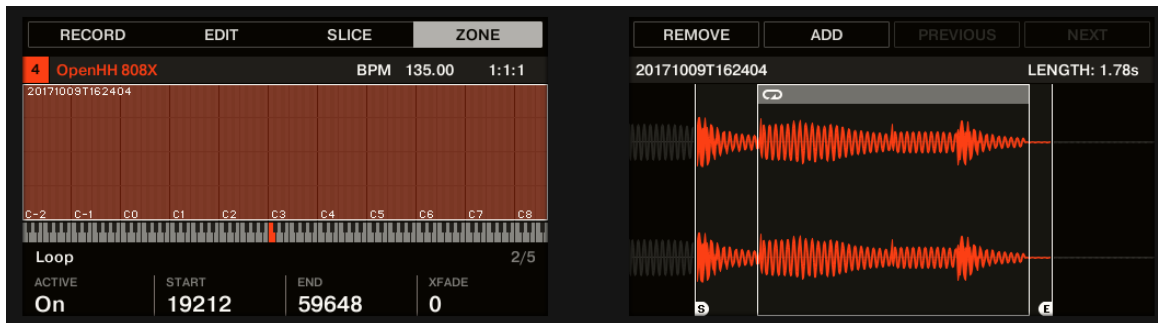 RECORD EDIT SLICE ZONE
4 OpenHH 808X BPM 135.00 1:1:1
20171009T162404
C-2 C-1 C0 C1 C2 C3 C4 C5 C6 C7 C8
Loop 2/5
ACTIVE START END XFADE
On 19212 59648 0
REMOVE ADD PREVIOUS NEXT
20171009T162404 LENGTH: 1.78s
S E